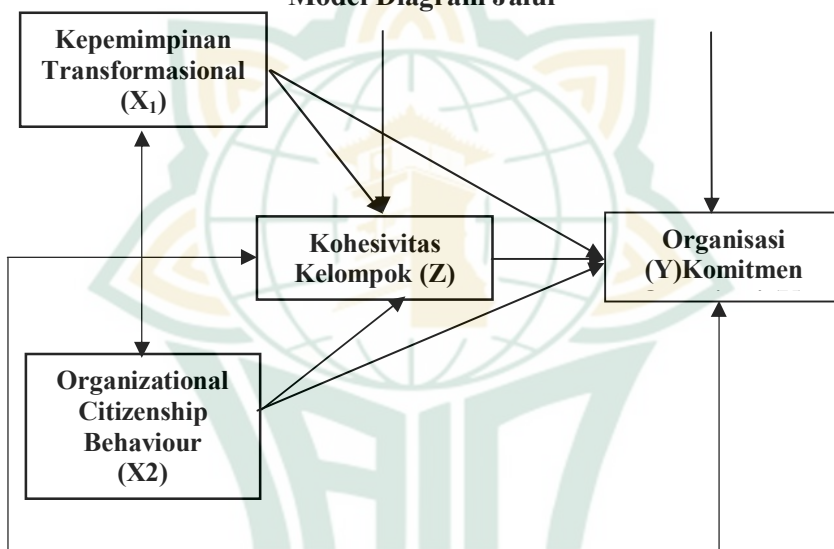 Model Diagram Jalur
Kepemimpinan
Transformasional
(X₁)
Kohesivitas
Kelompok (Z)
Organisasi
(Y)Komitmen
Organizational
Citizenship
Behaviour
(X2)